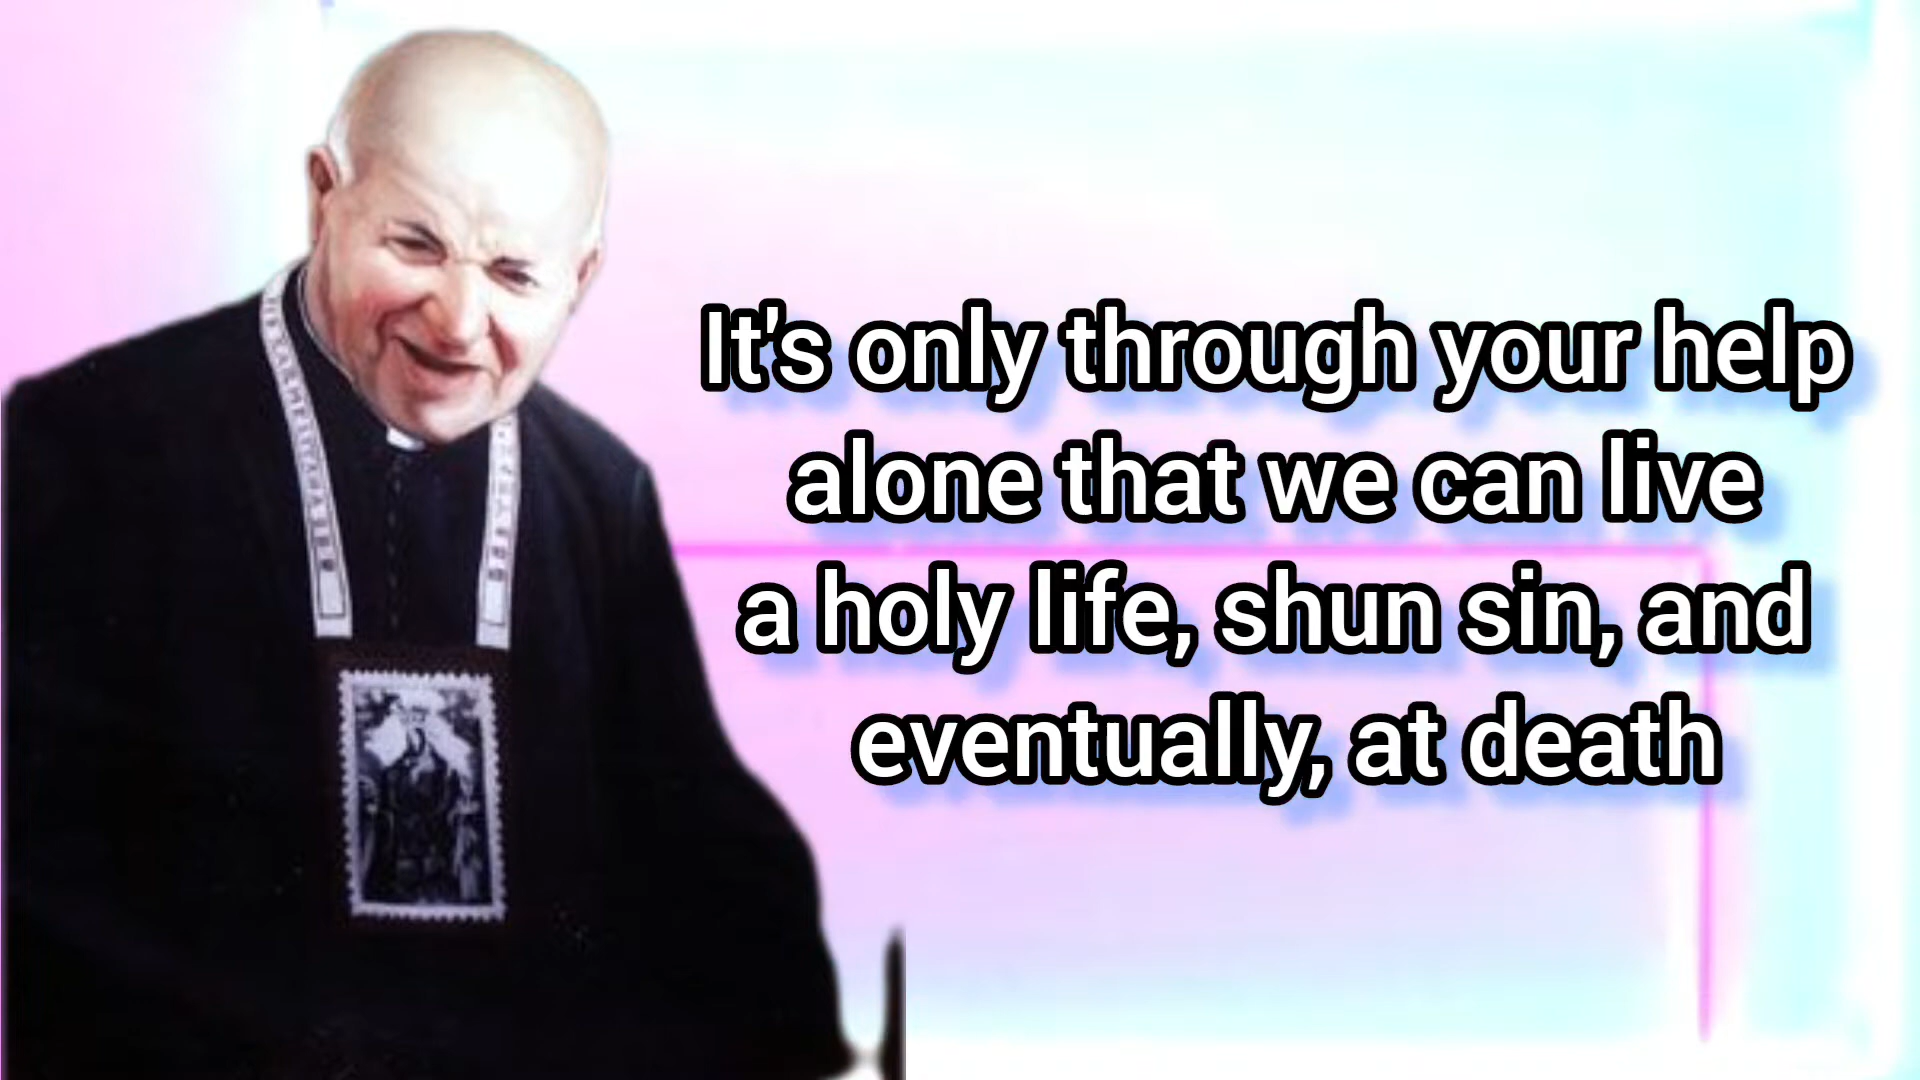 It's only through your help
alone that we can live
a holy life, shun sin, and
eventually, at death